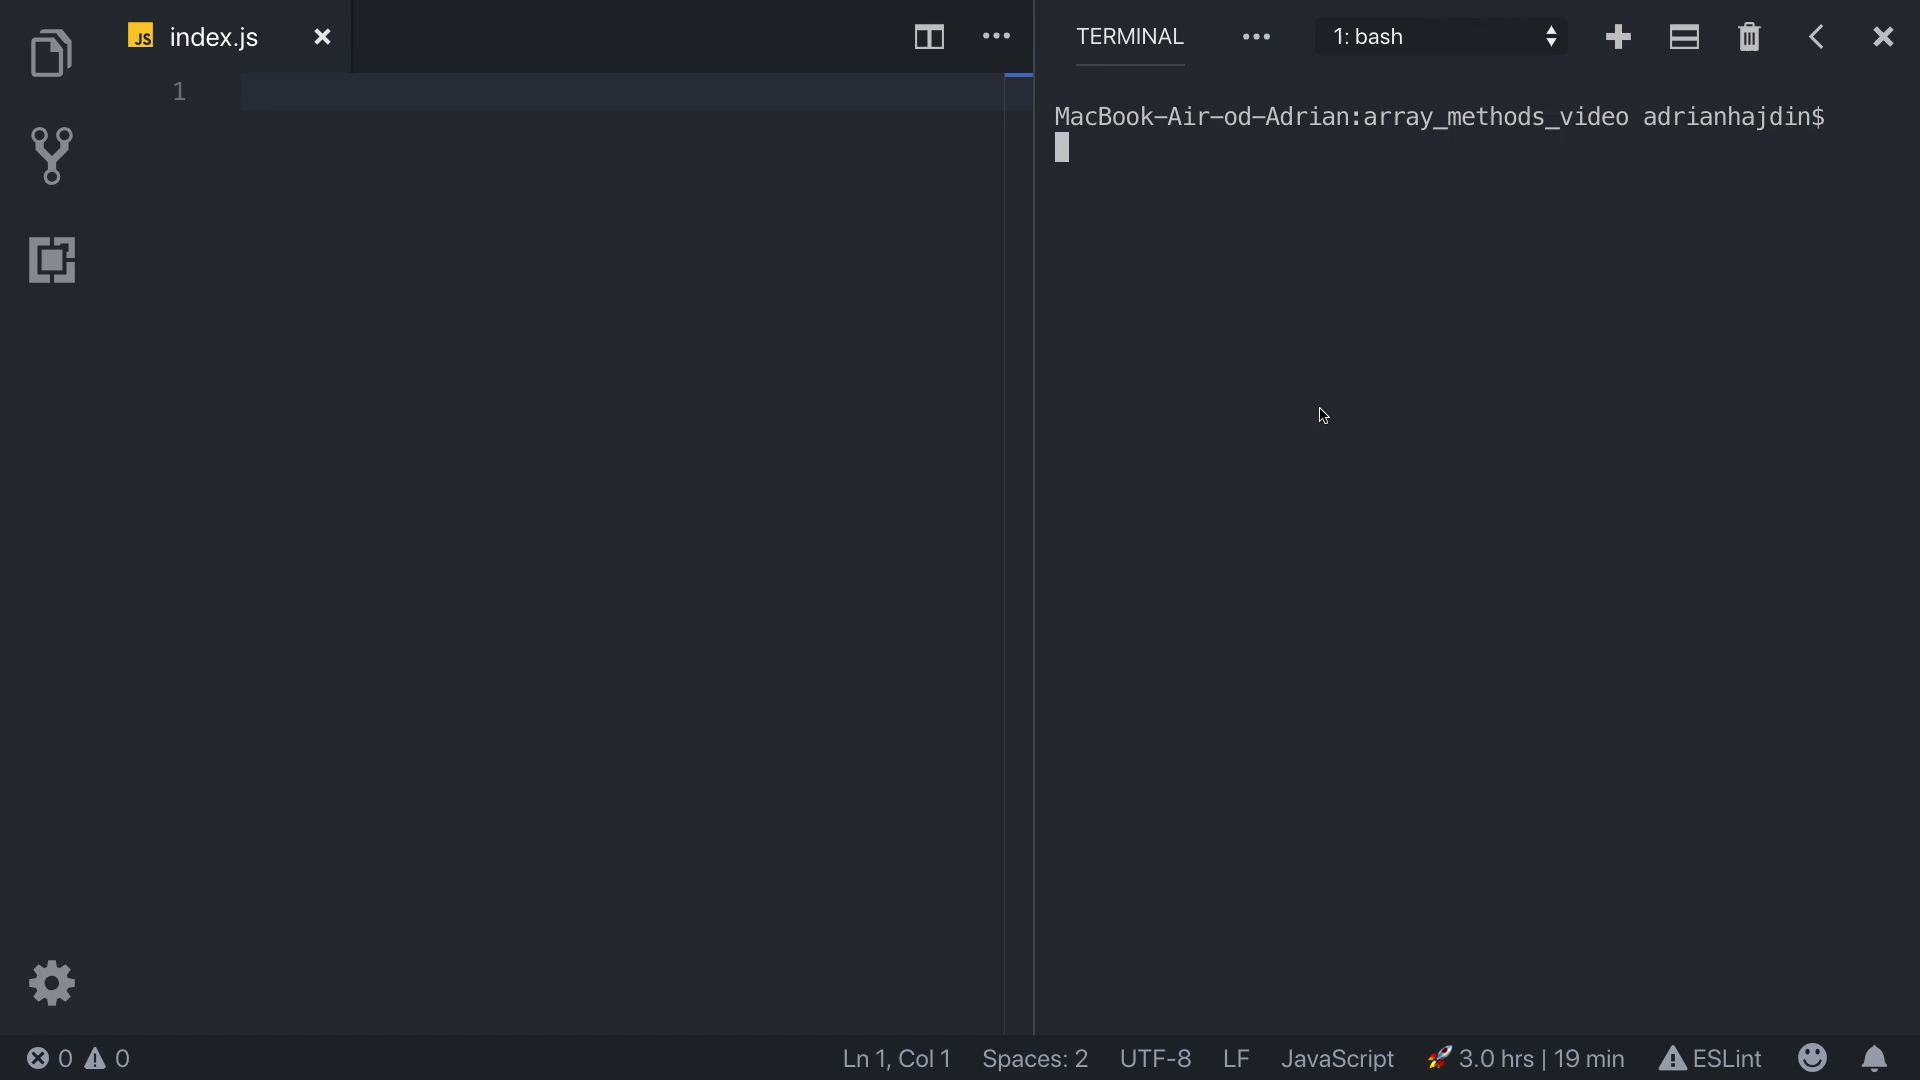 JS index.js
TERMINAL
1: bash
1
MacBook-Air-od-Adrian:array_methods_video adrianhajdin$
0 0
Ln 1, Col 1
Spaces: 2
UTF-8
LF
JavaScript
🚀 3.0 hrs | 19 min
ESLint